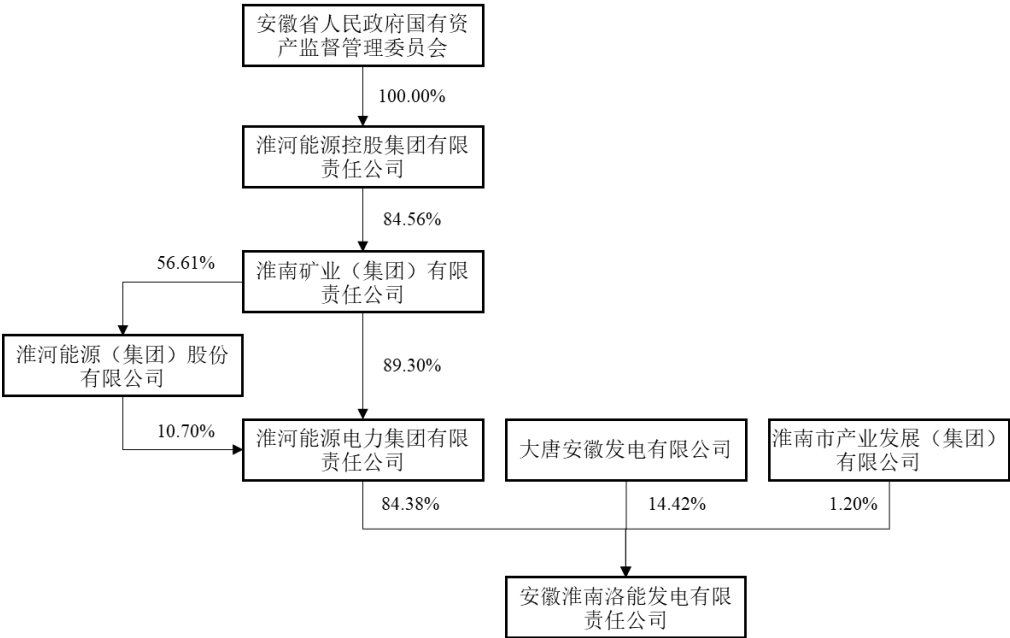 安徽省人民政府国有资
产监督管理委员会
100.00%
淮河能源控股集团有限
责任公司
84.56%
56.61%
淮南矿业（集团）有限
责任公司
淮河能源（集团）股份
有限公司
89.30%
10.70%
淮河能源电力集团有限
责任公司
大唐安徽发电有限公司
淮南市产业发展（集团）
有限公司
84.38%
14.42%
1.20%
安徽淮南洛能发电有限
责任公司